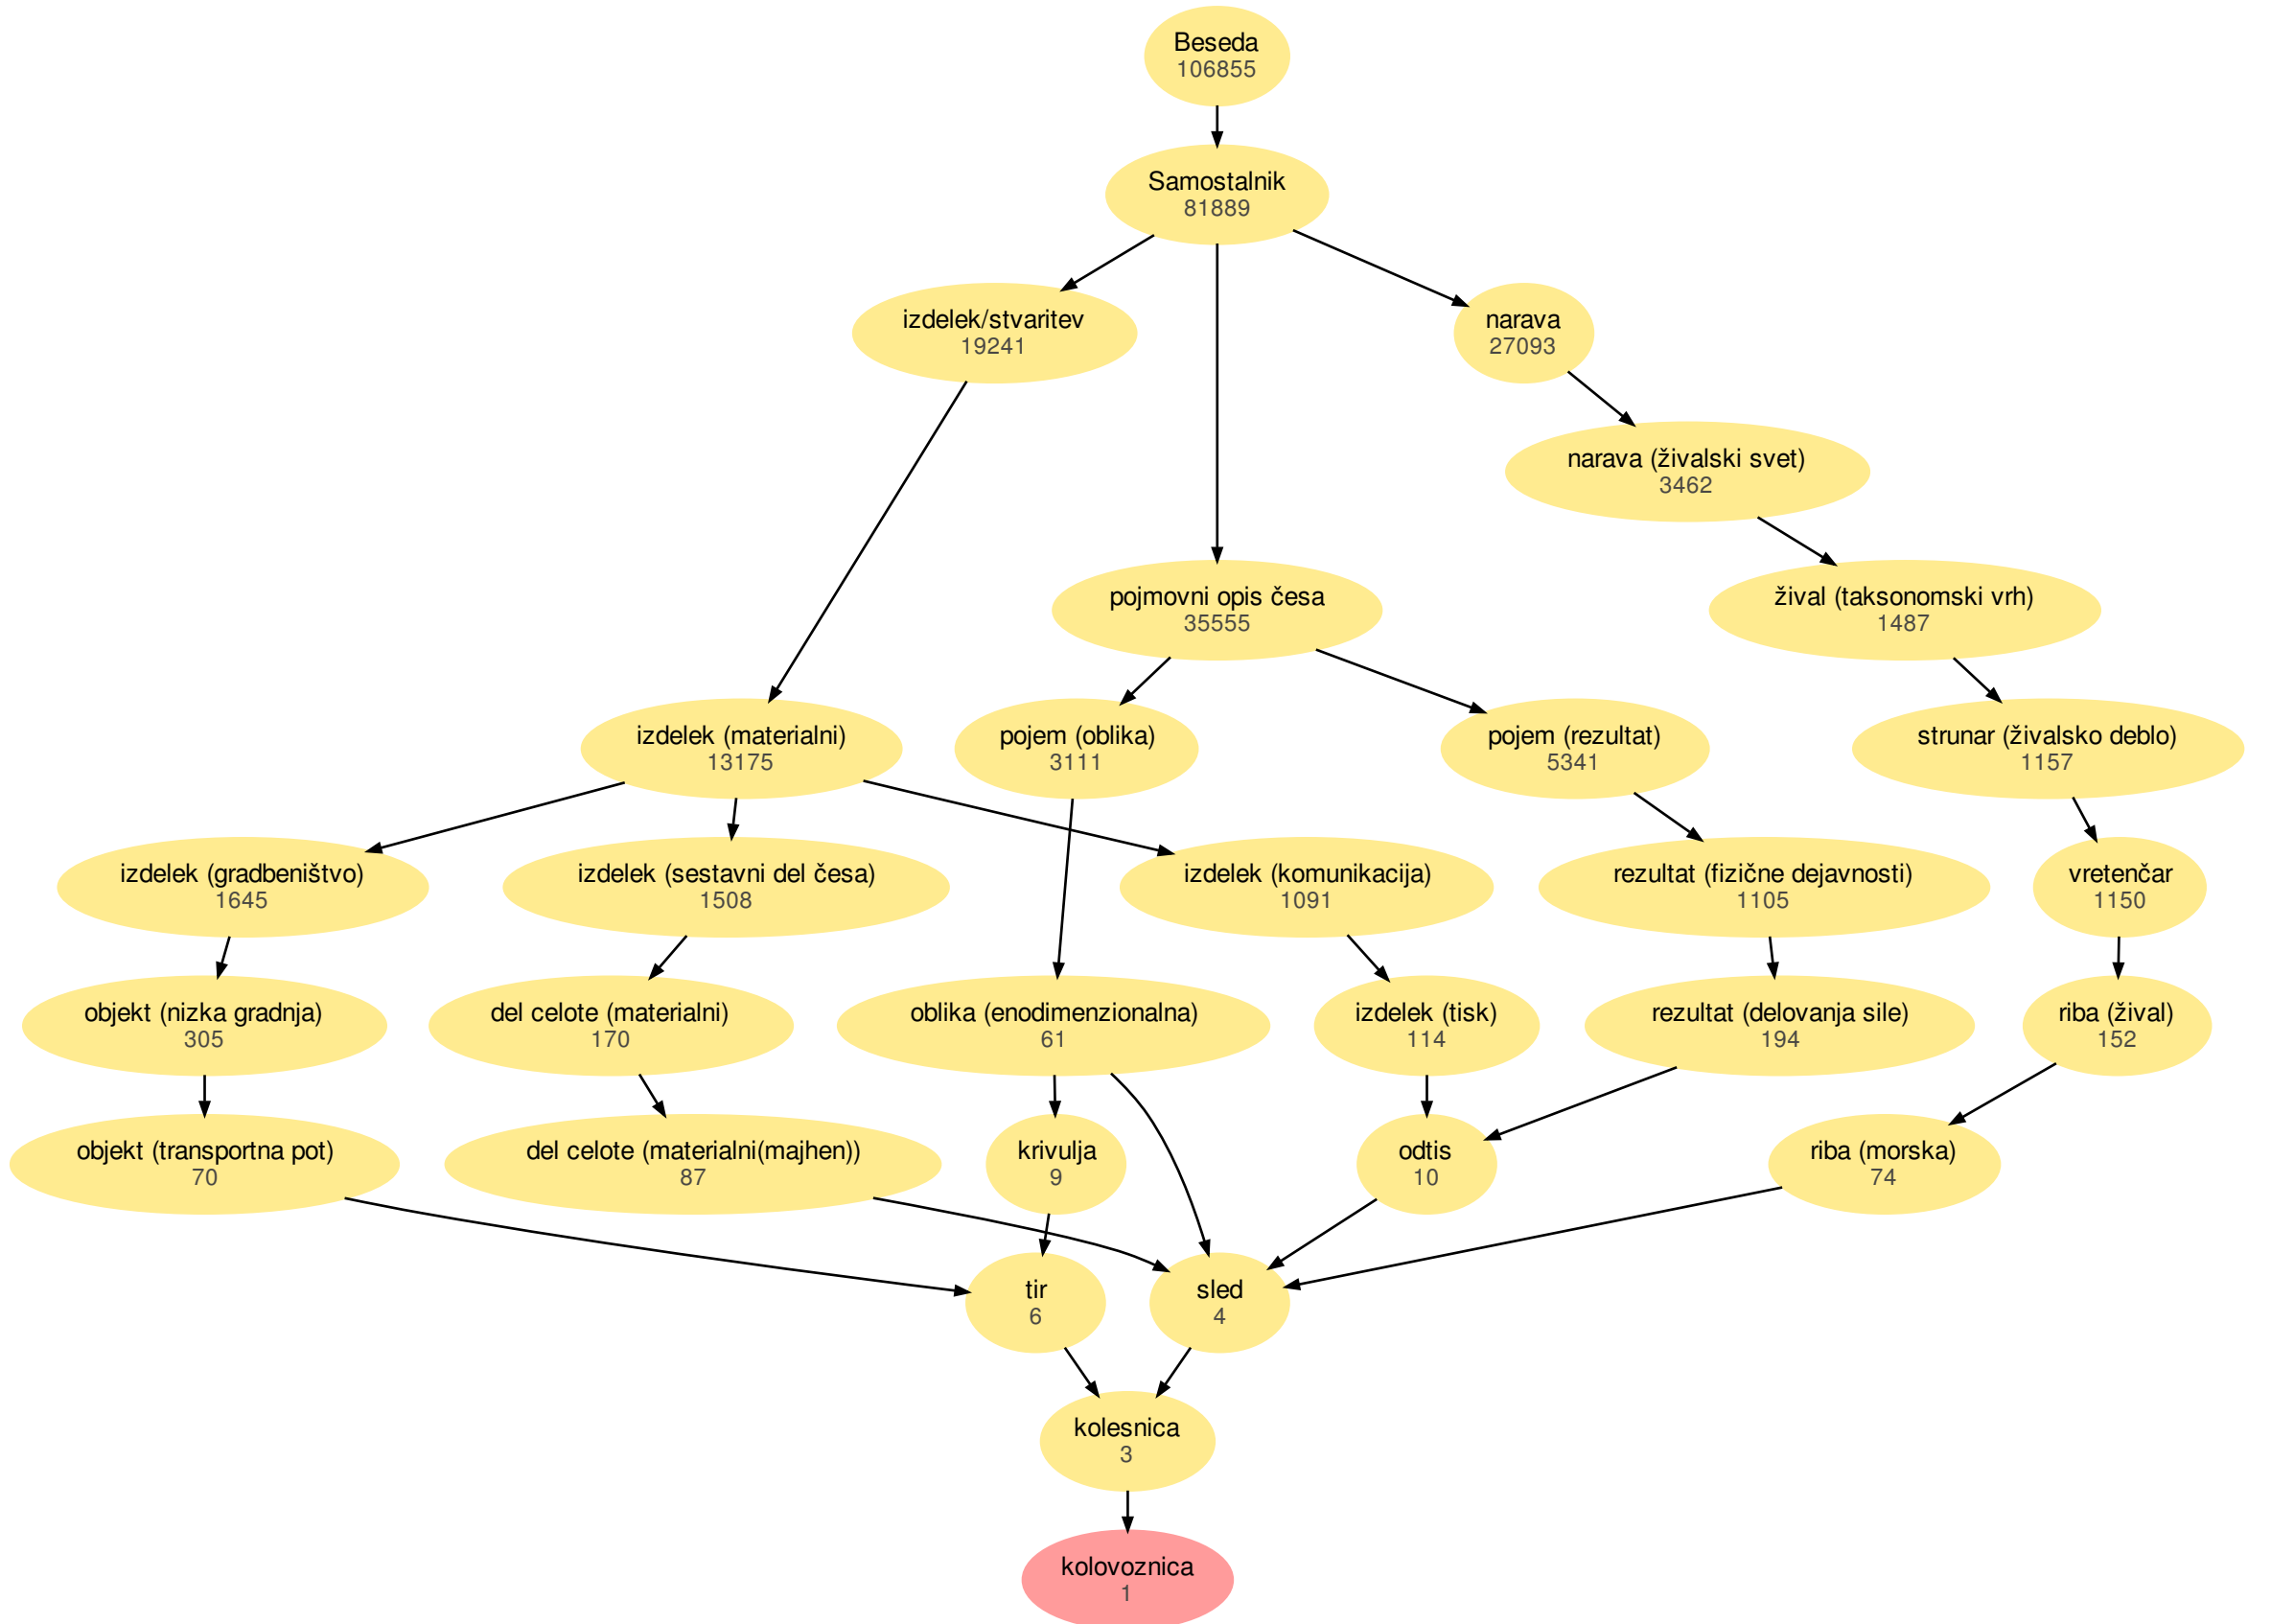 Beseda
106855
Samostalnik
81889
izdelek/stvaritev
19241
narava
27093
narava (živalski svet)
3462
pojmovni opis česa
35555
žival (taksonomski vrh)
1487
izdelek (materialni)
13175
pojem (oblika)
3111
pojem (rezultat)
5341
strunar (živalsko deblo)
1157
izdelek (gradbeništvo)
1645
izdelek (sestavni del česa)
1508
izdelek (komunikacija)
1091
rezultat (fizične dejavnosti)
1105
vretenčar
1150
objekt (nizka gradnja)
305
del celote (materialni)
170
oblika (enodimenzionalna)
61
izdelek (tisk)
114
rezultat (delovanja sile)
194
riba (žival)
152
objekt (transportna pot)
70
del celote (materialni(majhen))
87
krivulja
9
odtis
10
riba (morska)
74
tir
6
sled
4
kolesnica
3
kolovoznica
1